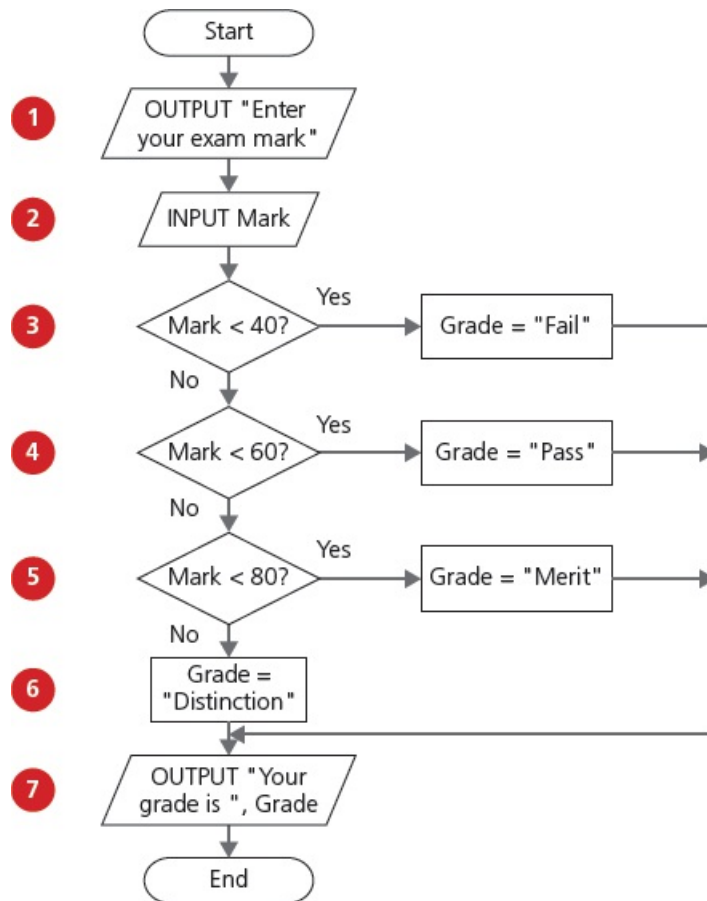 Start
1
OUTPUT "Enter
your exam mark"
2
INPUT Mark
3
Mark < 40?
Yes
Grade = "Fail"
No
4
Mark < 60?
Yes
Grade = "Pass"
No
5
Mark < 80?
Yes
Grade = "Merit"
No
6
Grade =
"Distinction"
7
OUTPUT "Your
grade is ", Grade
End